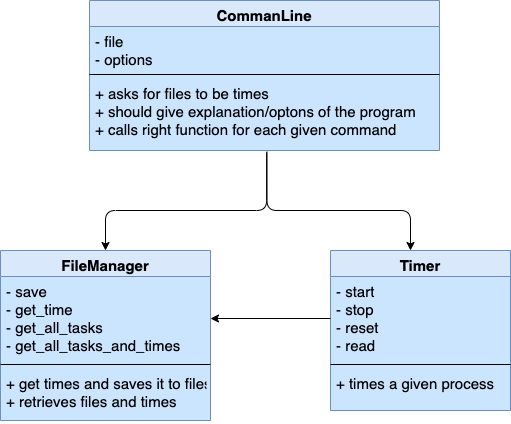 CommanLine
- file
- options
+ asks for files to be times
+ should give explanation/optons of the program
+ calls right function for each given command
FileManager
- save
- get_time
- get_all_tasks
- get_all_tasks_and_times
+ get times and saves it to files
+ retrieves files and times
Timer
- start
- stop
- reset
- read
+ times a given process